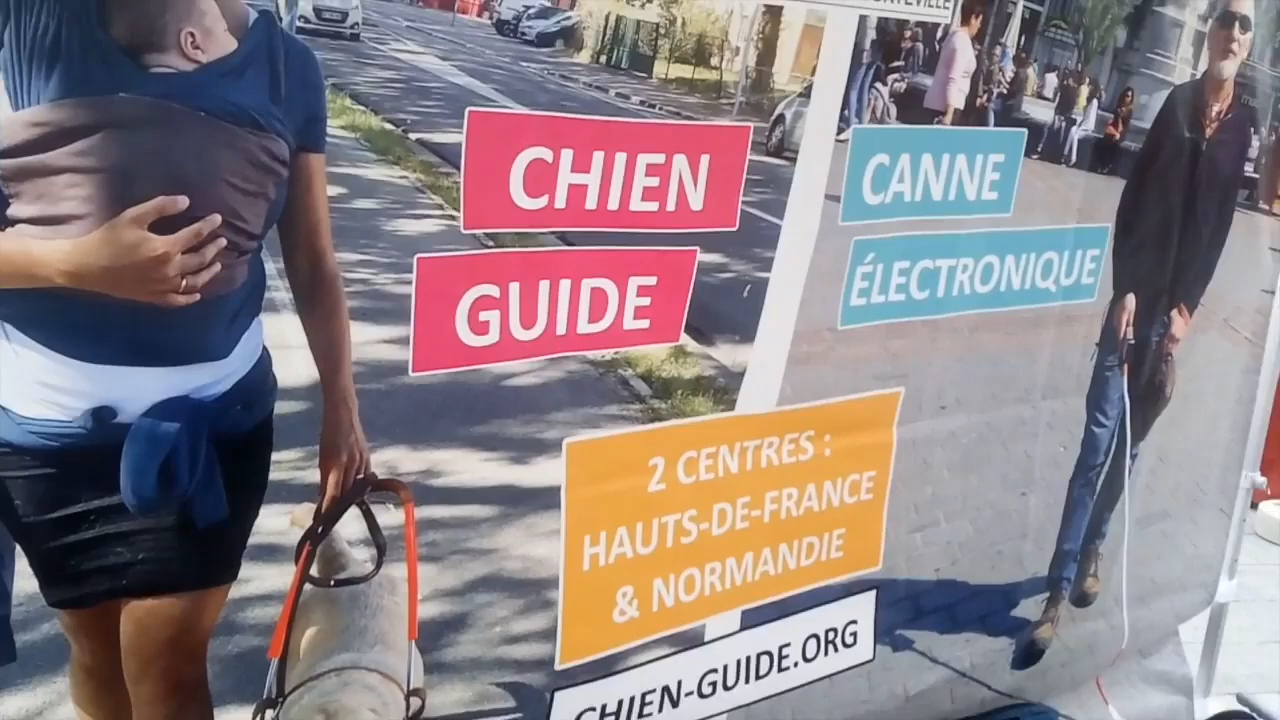 CHIEN
GUIDE
CANNE
ÉLECTRONIQUE
2 CENTRES :
HAUTS-DE-FRANCE
& NORMANDIE
CHIEN-GUIDE.ORG